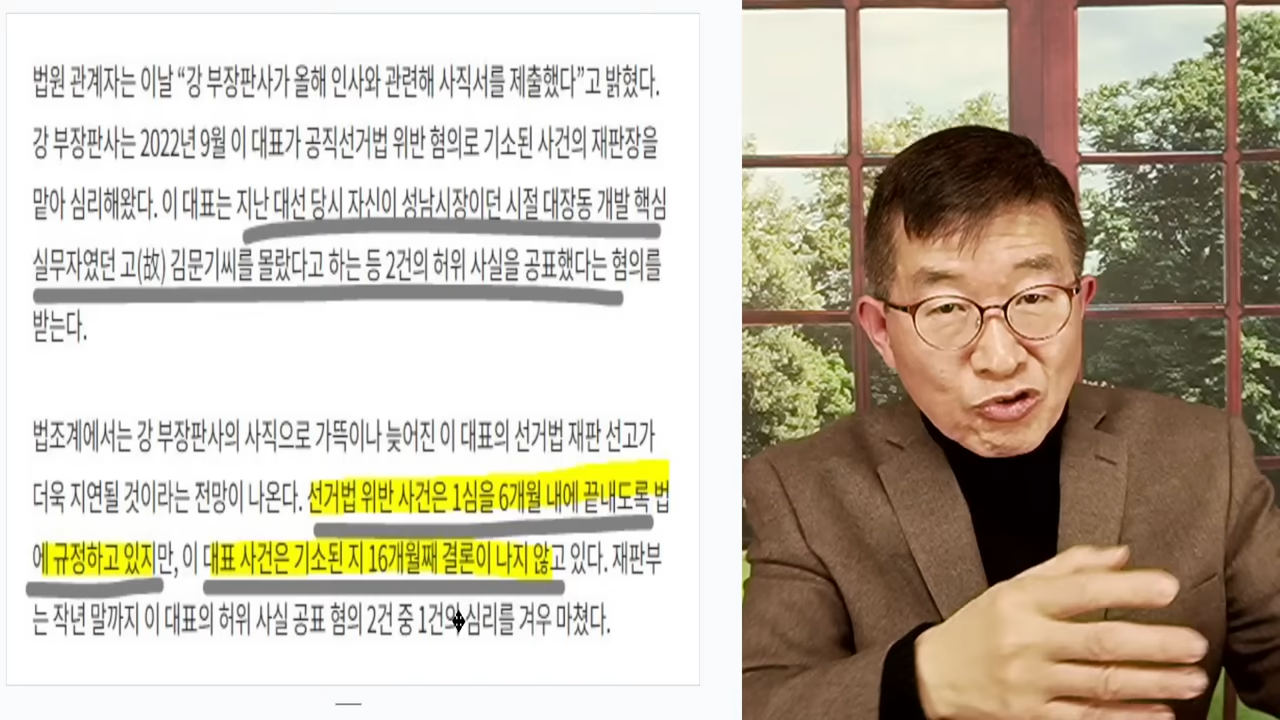 법원 관계자는 이날 “강 부장판사가 올해 인사와 관련해 사직서를 제출했다”고 밝혔다.
강 부장판사는 2022년 9월 이 대표가 공직선거법 위반 혐의로 기소된 사건의 재판장을
맡아 심리해왔다. 이 대표는 지난 대선 당시 자신이 성남시장이던 시절 대장동 개발 핵심
실무자였던 고(故) 김문기씨를 몰랐다고 하는 등 2건의 허위 사실을 공표했다는 혐의를
받는다.
법조계에서는 강 부장판사의 사직으로 가뜩이나 늦어진 이 대표의 선거법 재판 선고가
더욱 지연될 것이라는 전망이 나온다. 선거법 위반 사건은 1심을 6개월 내에 끝내도록 법
에 규정하고 있지만, 이 대표 사건은 기소된 지 16개월째 결론이 나지 않고 있다. 재판부
는 작년 말까지 이 대표의 허위 사실 공표 혐의 2건 중 1건의 심리를 겨우 마쳤다.